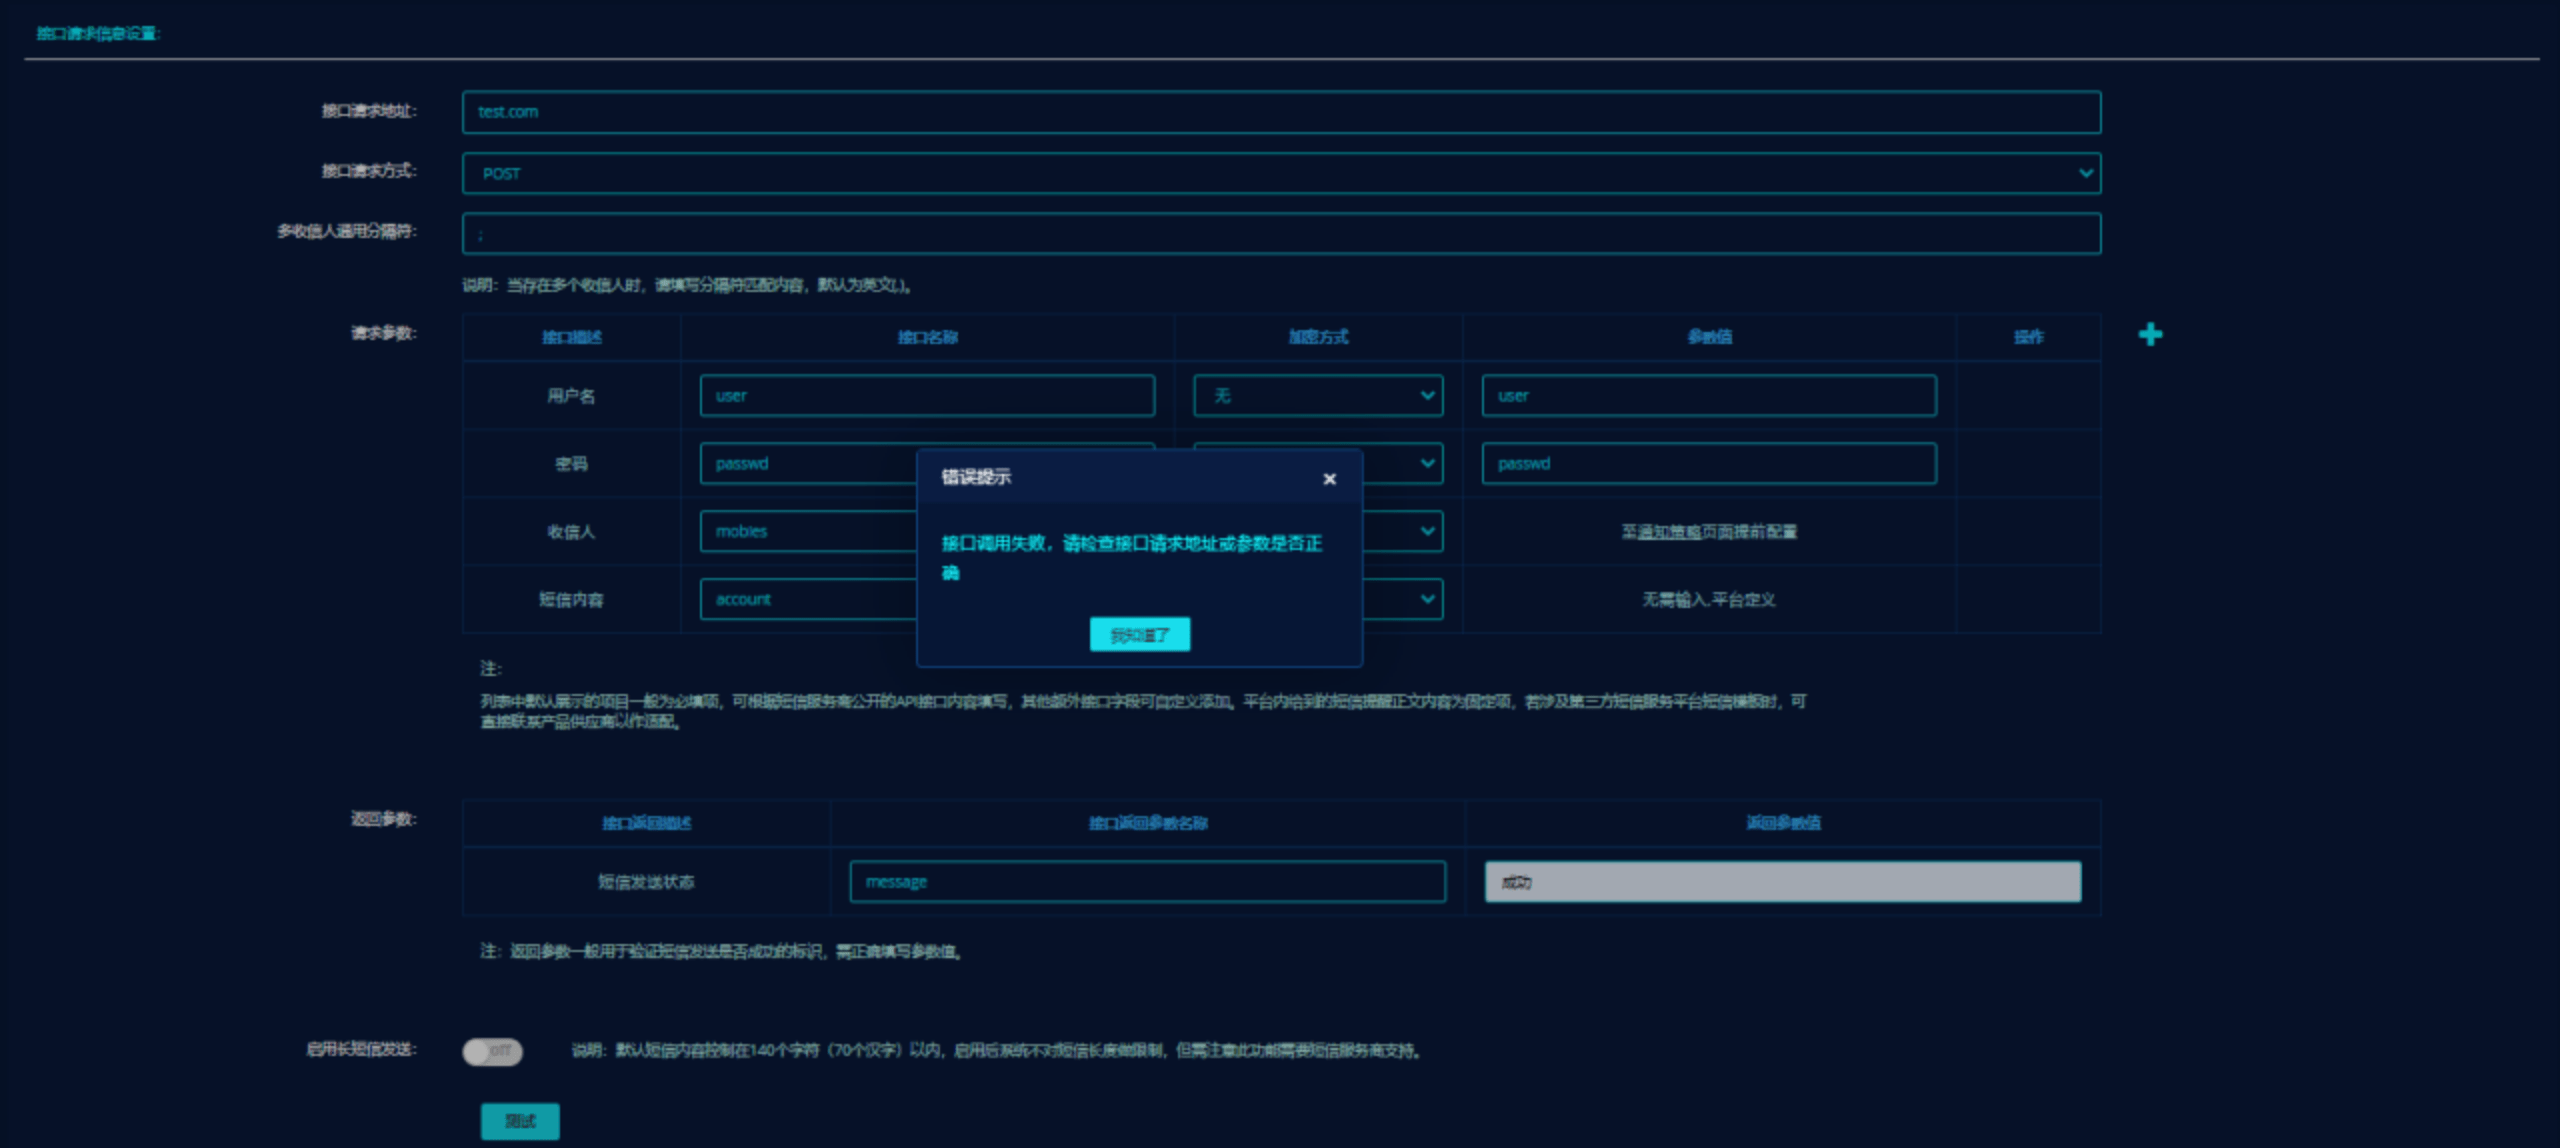 接口请求信息设置:
接口请求地址:
test.com
接口请求方式:
POST
多收信人通用分隔符:
;
说明：当存在多个收信人时，请填写分隔符匹配内容，默认为英文(,)。
请求参数:
接口描述 接口名称 加密方式 参数值 操作
用户名 user 无 user
密码 passwd passwd
收信人 mobles 至通知策略页面提前配置
短信内容 account 无需输入,平台定义
错误提示 ×
接口调用失败，请检查接口请求地址或参数是否正
确
我知道了
注:
列表中默认展示的项目一般为必填项，可根据短信服务商公开的API接口内容填写，其他额外接口字段可自定义添加。平台内给到的短信提醒正文内容为固定项，若涉及第三方短信服务平台短信模板时，可
直接联系产品供应商以作适配。
返回参数:
接口返回描述 接口返回参数名称 返回参数值
短信发送状态 message 成功
注：返回参数一般用于验证短信发送是否成功的标识，需正确填写参数值。
启用长短信发送:
off
说明：默认短信内容控制在140个字符（70个汉字）以内，启用后系统不对短信长度做限制，但需注意此功能需要短信服务商支持。
测试